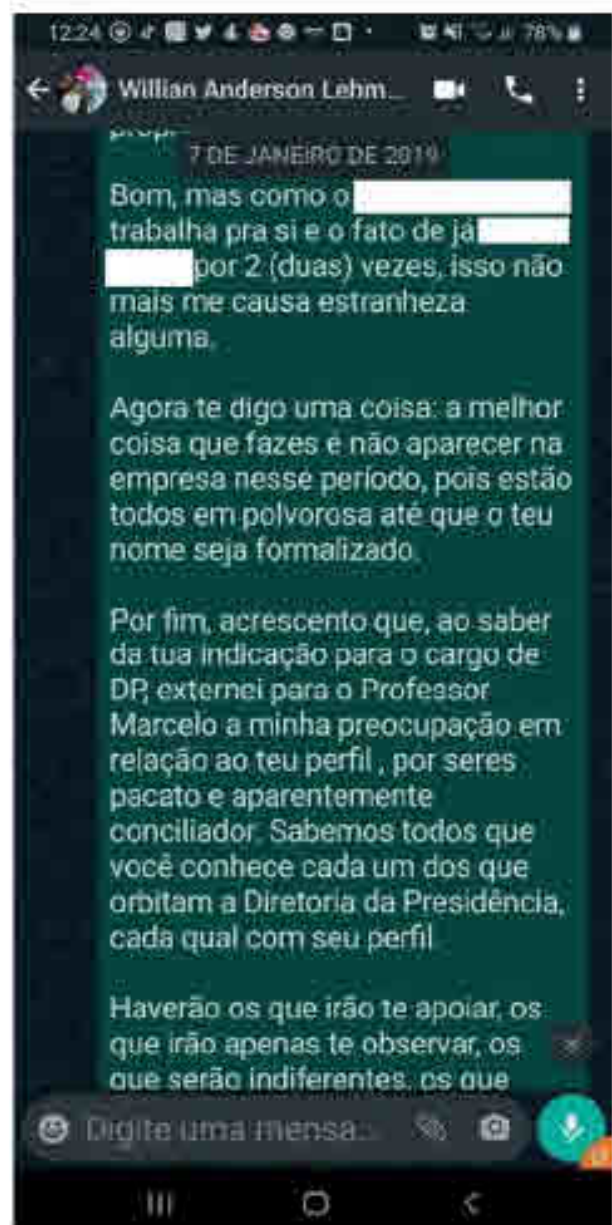 12:24 78%
Willian Anderson Lehm...
7 DE JANEIRO DE 2019
Bom, mas como o
trabalha pra si e o fato de já
por 2 (duas) vezes, isso não
mais me causa estranheza
alguma.
Agora te digo uma coisa: a melhor
coisa que fazes é não aparecer na
empresa nesse período, pois estão
todos em polvorosa até que o teu
nome seja formalizado.
Por fim, acrescento que, ao saber
da tua indicação para o cargo de
DP, externei para o Professor
Marcelo a minha preocupação em
relação ao teu perfil , por seres
pacato e aparentemente
conciliador. Sabemos todos que
você conhece cada um dos que
orbitam a Diretoria da Presidência,
cada qual com seu perfil.
Haverão os que irão te apoiar, os
que irão apenas te observar, os
que serão indiferentes, os que
Digite uma mensa...